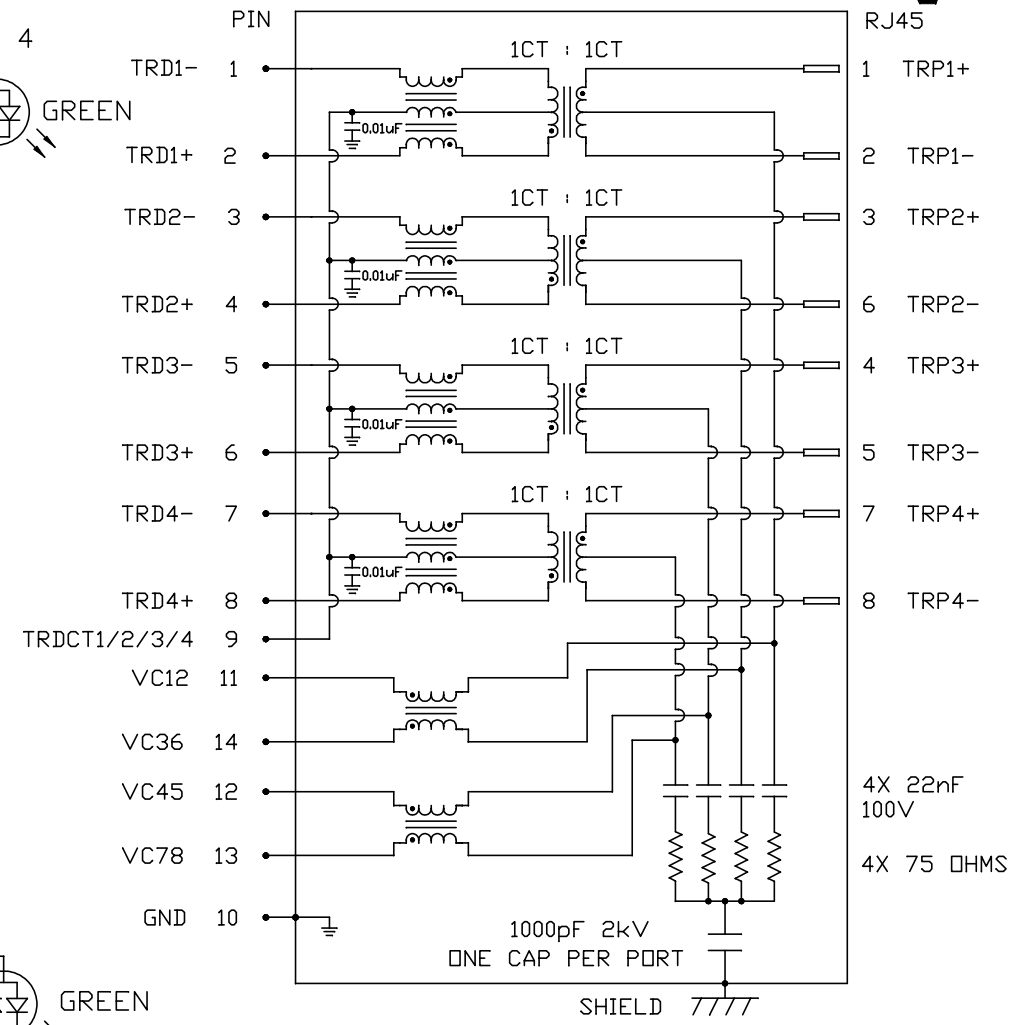 PIN
RJ45
4
1CT : 1CT
TRD1- 1
1 TRP1+
GREEN
0.01uF
TRD1+ 2
2 TRP1-
1CT : 1CT
TRD2- 3
3 TRP2+
0.01uF
TRD2+ 4
6 TRP2-
1CT : 1CT
TRD3- 5
4 TRP3+
0.01uF
TRD3+ 6
5 TRP3-
1CT : 1CT
TRD4- 7
7 TRP4+
0.01uF
TRD4+ 8
8 TRP4-
TRDCT1/2/3/4 9
VC12 11
VC36 14
VC45 12
4X 22nF
100V
VC78 13
4X 75 OHMS
GND 10
1000pF 2kV
ONE CAP PER PORT
GREEN
SHIELD